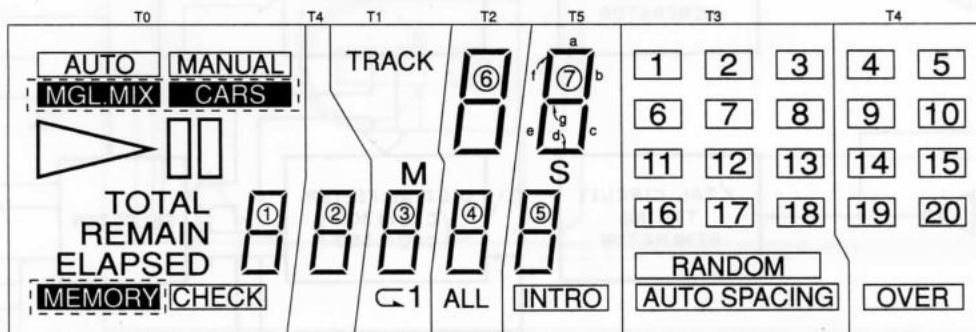 T0 T4 T1 T2 T5 T3 T4
AUTO MANUAL TRACK ⑥ a f ⑦ b 1 2 3 4 5
MGL.MIX CARS g e d c 6 7 8 9 10
M S 11 12 13 14 15
TOTAL ① ② ③ ④ ⑤ 16 17 18 19 20
REMAIN
ELAPSED RANDOM
MEMORY CHECK 1 ALL INTRO AUTO SPACING OVER